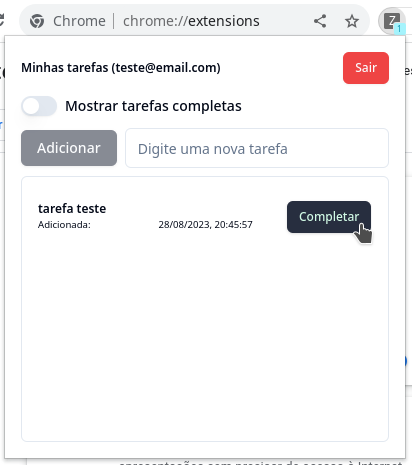 Chrome chrome://extensions
Z
1
Minhas tarefas (teste@email.com)
Sair
Mostrar tarefas completas
Adicionar
Digite uma nova tarefa
tarefa teste
Adicionada: 28/08/2023, 20:45:57
Completar